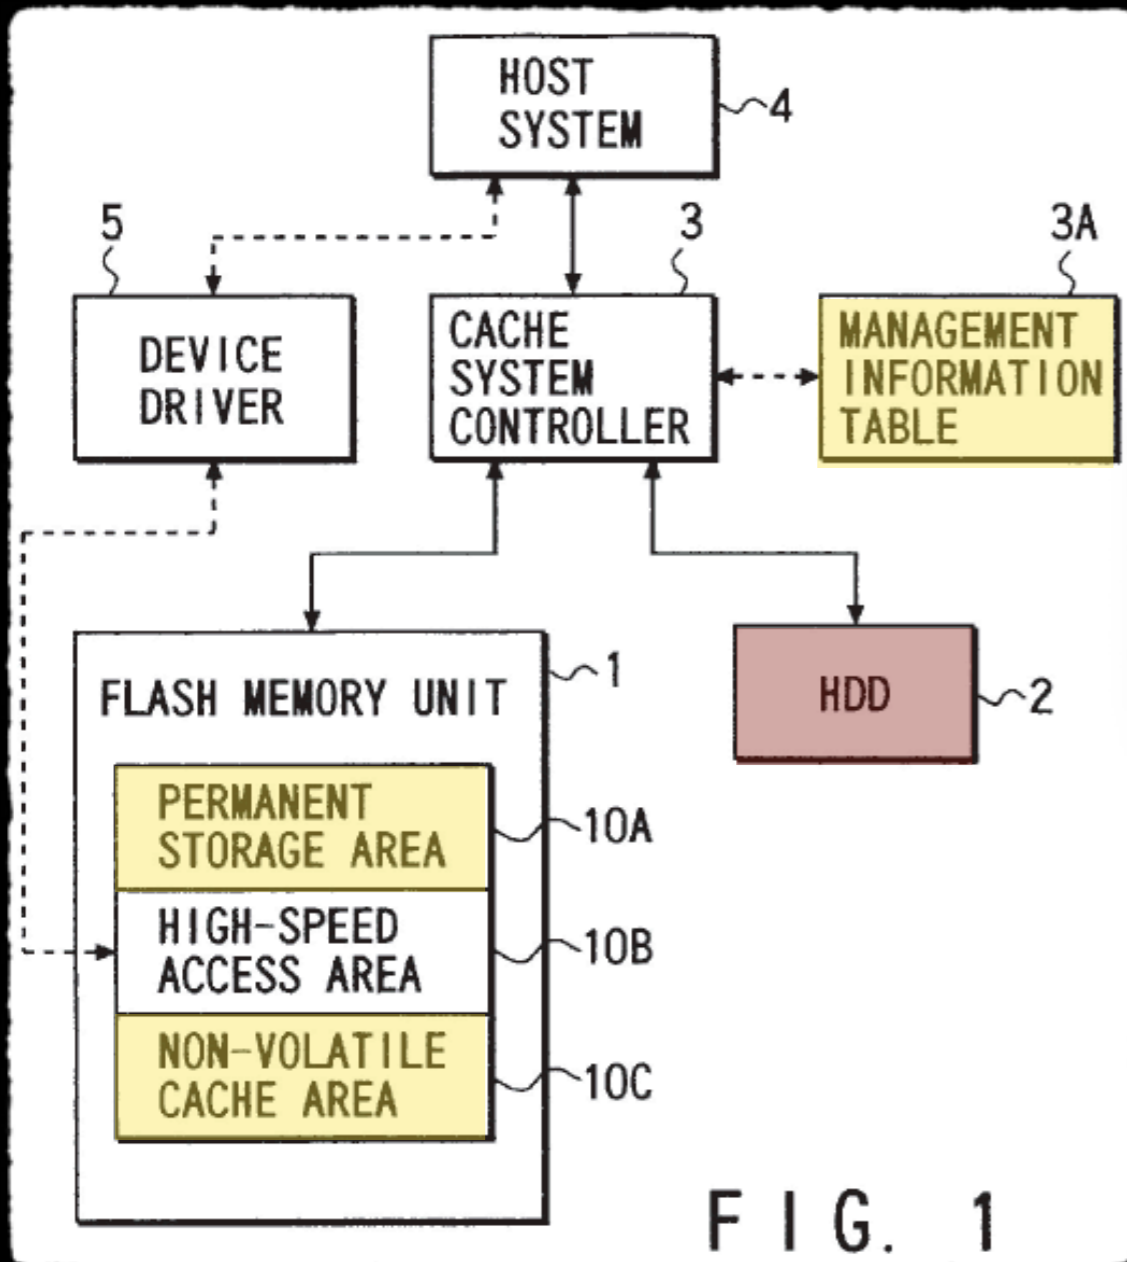 HOST
SYSTEM
4
5
3
3A
DEVICE
DRIVER
CACHE
SYSTEM
CONTROLLER
MANAGEMENT
INFORMATION
TABLE
FLASH MEMORY UNIT
1
HDD
2
PERMANENT
STORAGE AREA
10A
HIGH-SPEED
ACCESS AREA
10B
NON-VOLATILE
CACHE AREA
10C
FIG. 1